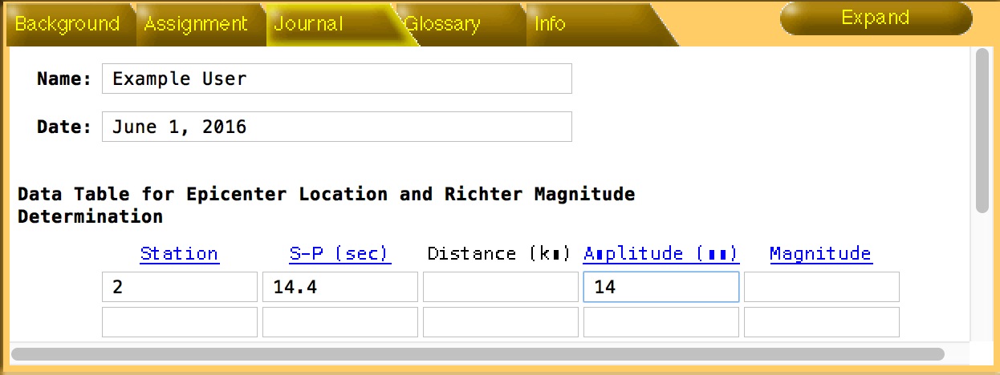 Background Assignment Journal Glossary Info Expand
Name: Example User
Date: June 1, 2016
Data Table for Epicenter Location and Richter Magnitude
Determination
Station S-P (sec) Distance (km) Amplitude (mm) Magnitude
2 14.4 14